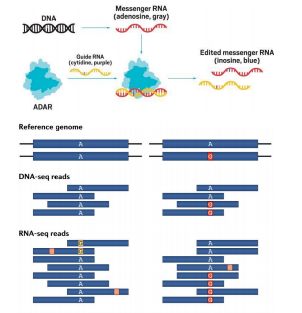 DNA
Messenger RNA
(adenosine, gray)
Guide RNA
(cytidine, purple)
Edited messenger RNA
(inosine, blue)
ADAR
Reference genome
A A
A G
DNA-seq reads
A A
A A
A G
A G
RNA-seq reads
G A
G A
A A
A G
A G
A G
A G